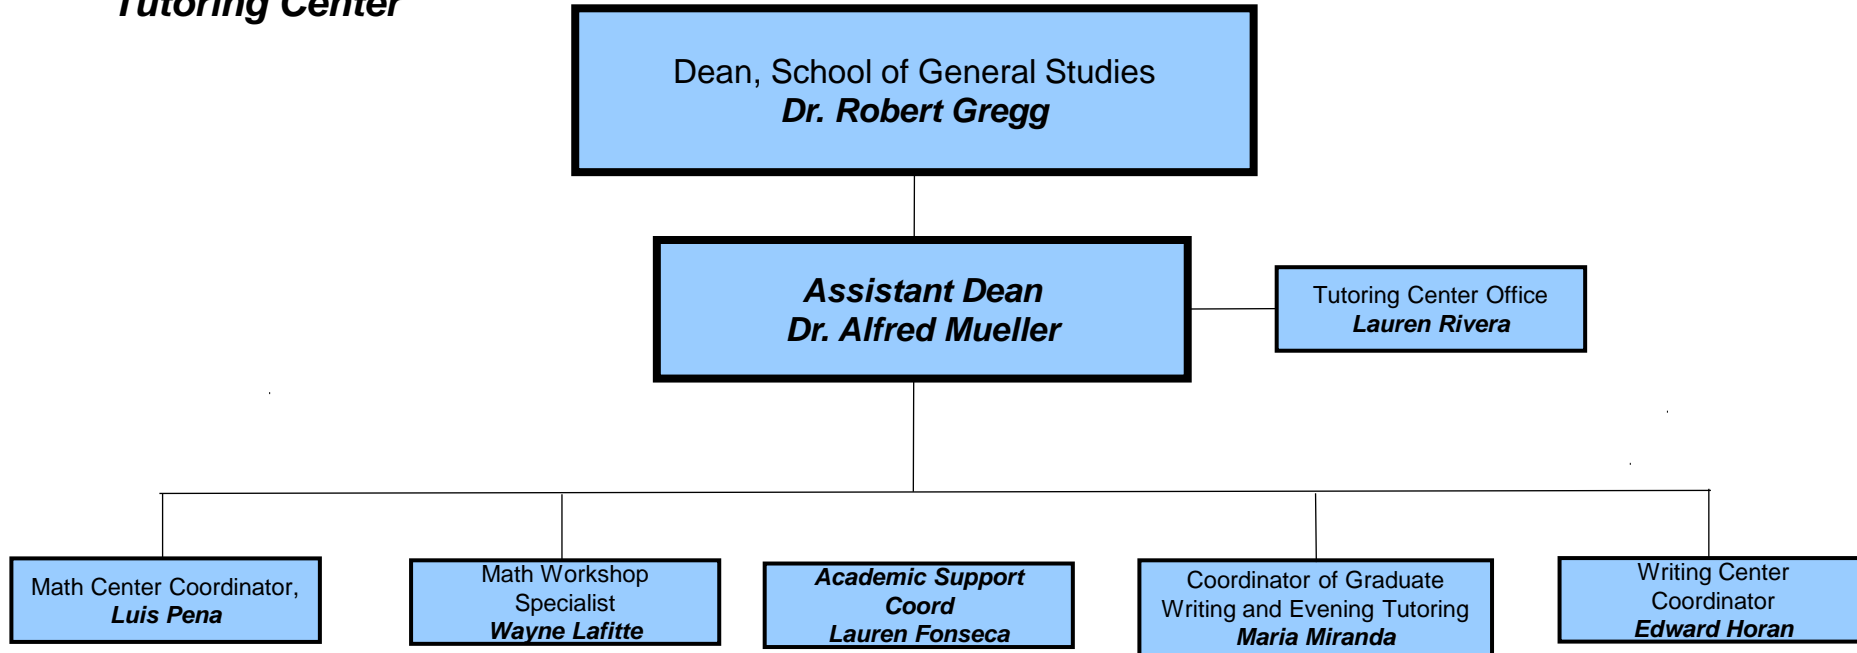 Tutoring Center
Dean, School of General Studies
Dr. Robert Gregg
Assistant Dean
Dr. Alfred Mueller
Tutoring Center Office
Lauren Rivera
Math Center Coordinator,
Luis Pena
Math Workshop
Specialist
Wayne Lafitte
Academic Support
Coord
Lauren Fonseca
Coordinator of Graduate
Writing and Evening Tutoring
Maria Miranda
Writing Center
Coordinator
Edward Horan